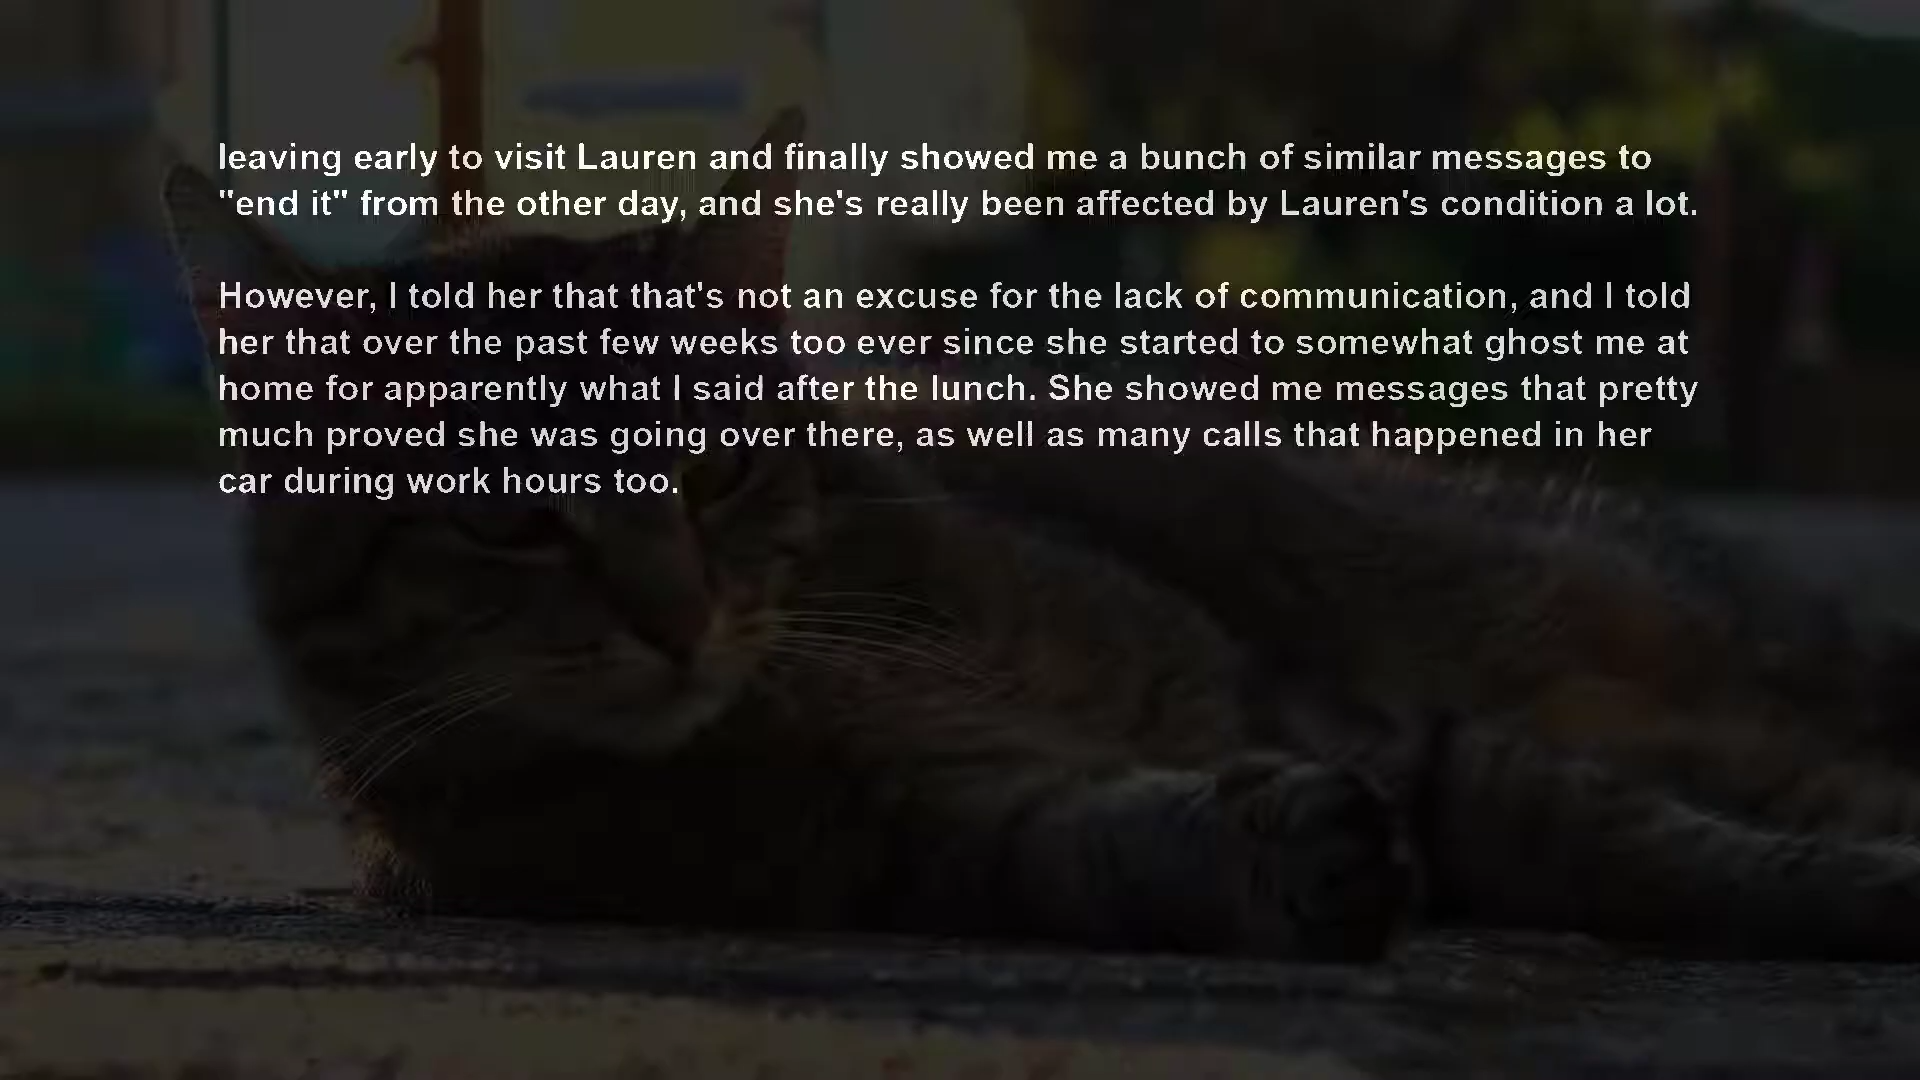 leaving early to visit Lauren and finally showed me a bunch of similar messages to
"end it" from the other day, and she's really been affected by Lauren's condition a lot.
However, I told her that that's not an excuse for the lack of communication, and I told
her that over the past few weeks too ever since she started to somewhat ghost me at
home for apparently what I said after the lunch. She showed me messages that pretty
much proved she was going over there, as well as many calls that happened in her
car during work hours too.